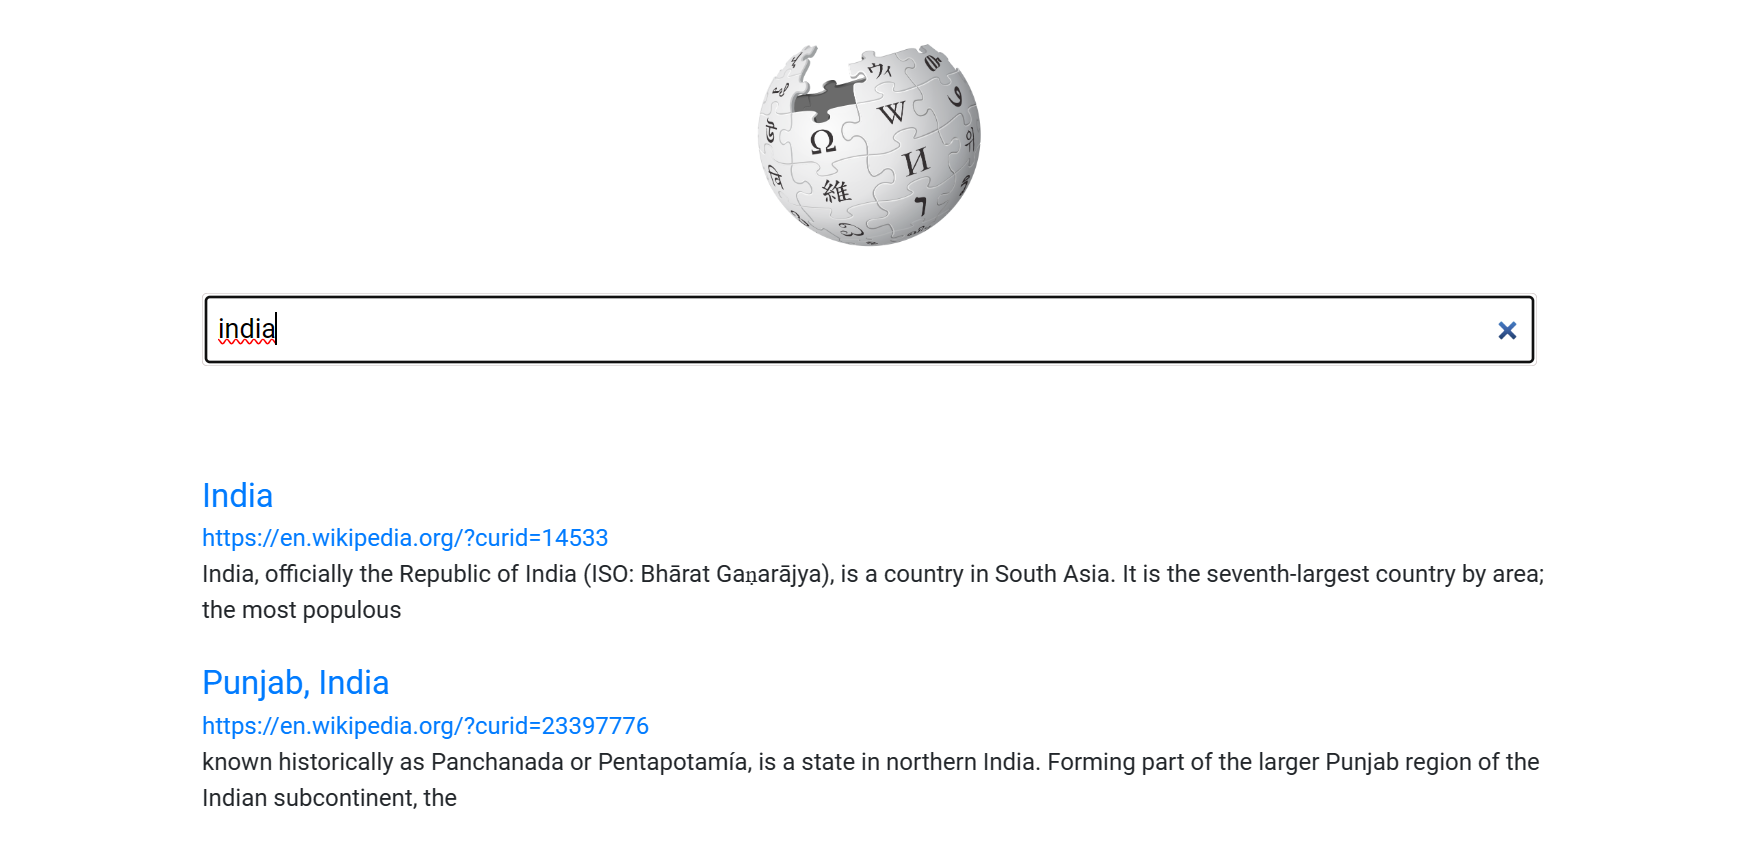 Ω W И 維 ウィ ו و
india
India
https://en.wikipedia.org/?curid=14533
India, officially the Republic of India (ISO: Bhārat Gaṇarājya), is a country in South Asia. It is the seventh-largest country by area;
the most populous
Punjab, India
https://en.wikipedia.org/?curid=23397776
known historically as Panchanada or Pentapotamía, is a state in northern India. Forming part of the larger Punjab region of the
Indian subcontinent, the